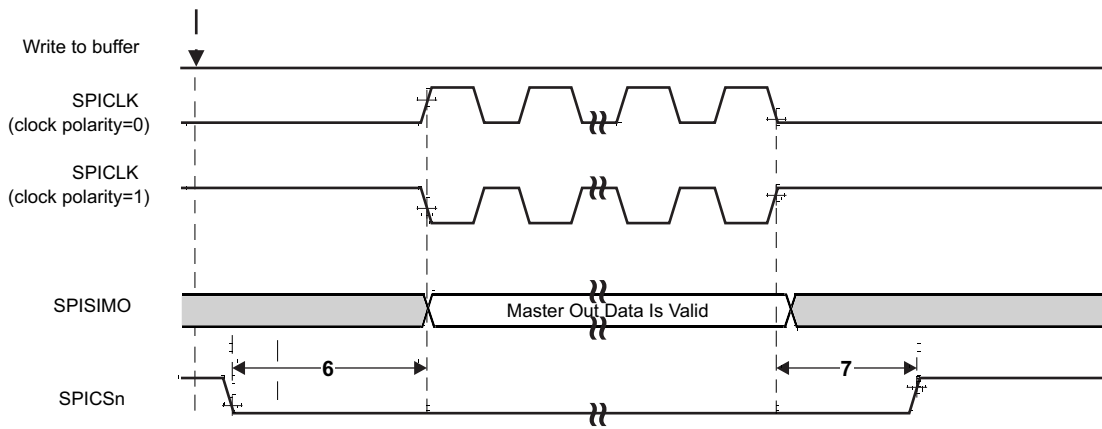 Write to buffer
SPICLK
(clock polarity=0)
SPICLK
(clock polarity=1)
SPISIMO
Master Out Data Is Valid
6
7
SPICSn